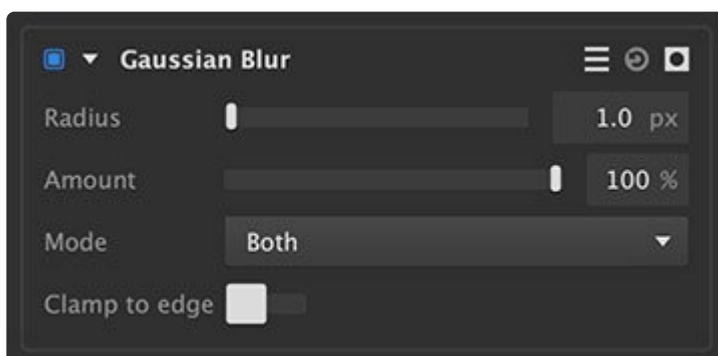 Gaussian Blur
Radius 1.0 px
Amount 100 %
Mode Both
Clamp to edge